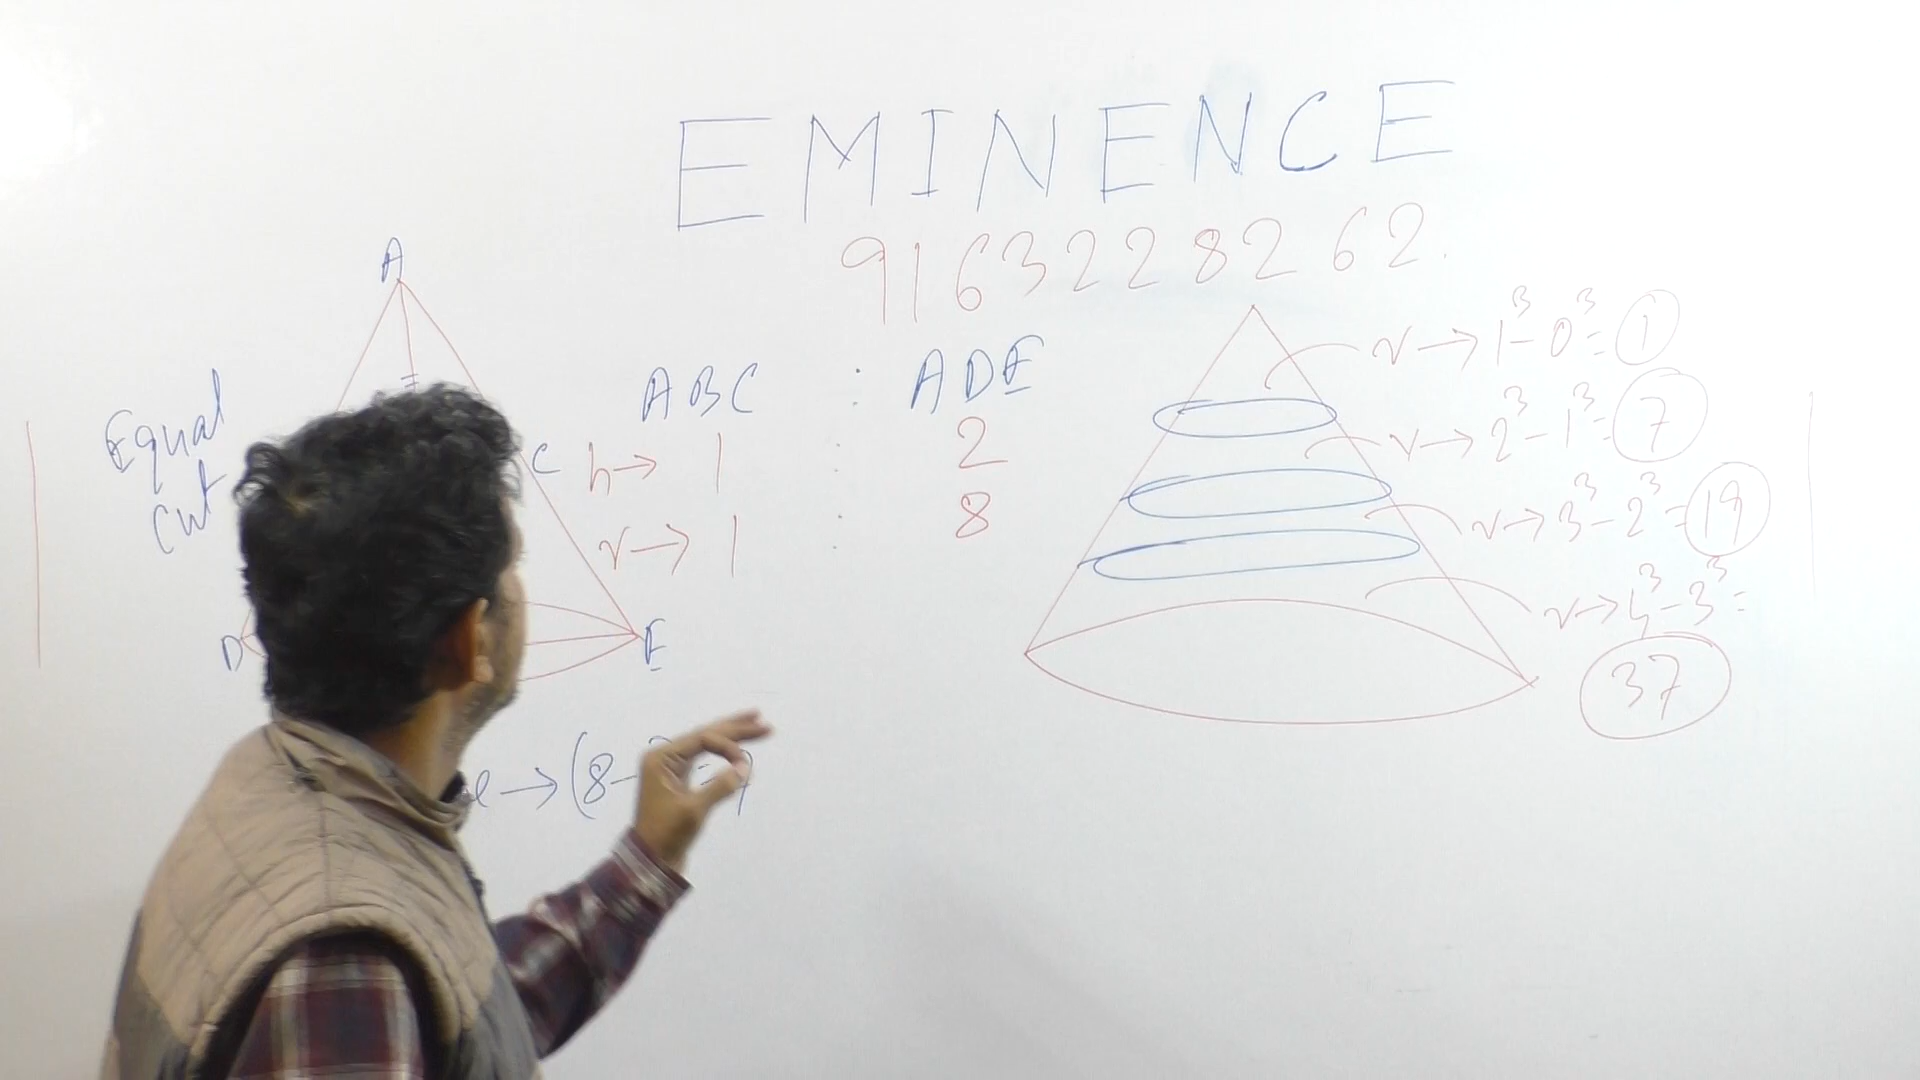 EMINENCE
9163228262.
A
Equal
Cut
C
D
E
ABC : ADE
h→ 1 : 2
v→ 1 : 8
v→1³-0³=1
v→2³-1³=7
v→3³-2³=19
v→4³-3³=
37
→(8-